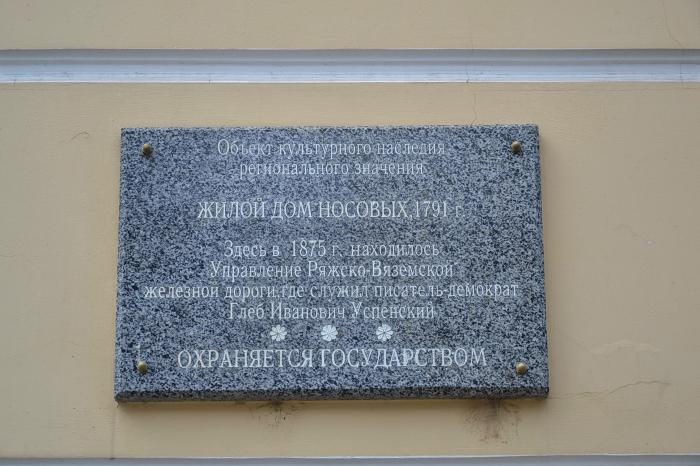 Объект культурного наследия
регионального значения
ЖИЛОЙ ДОМ НОСОВЫХ, 1791 г.
Здесь в 1875 г. находилось
Управление Ряжско-Вяземской
железной дороги, где служил писатель-демократ
Глеб Иванович Успенский
ОХРАНЯЕТСЯ ГОСУДАРСТВОМ